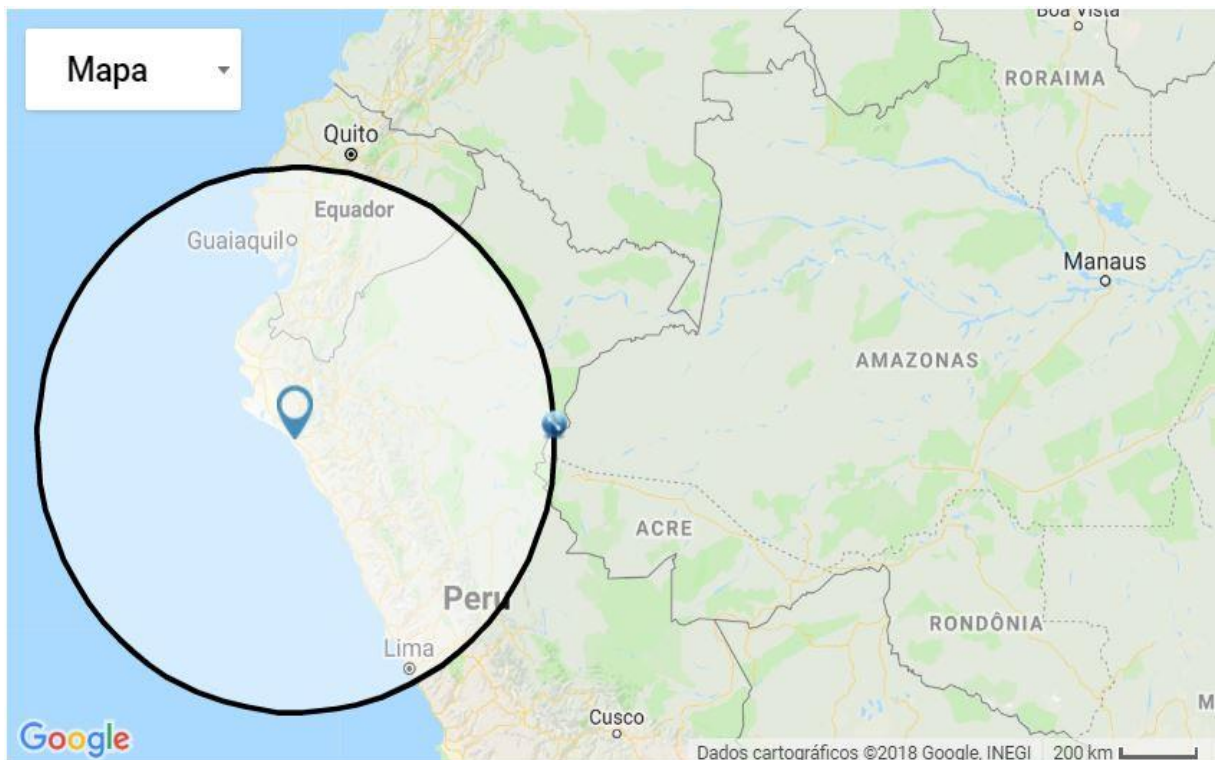 Boa Vista
Mapa
RORAIMA
Quito
Equador
Guaiaquil
Manaus
AMAZONAS
ACRE
Peru
RONDÔNIA
Lima
Cusco
M
Google
Dados cartográficos ©2018 Google, INEGI 200 km